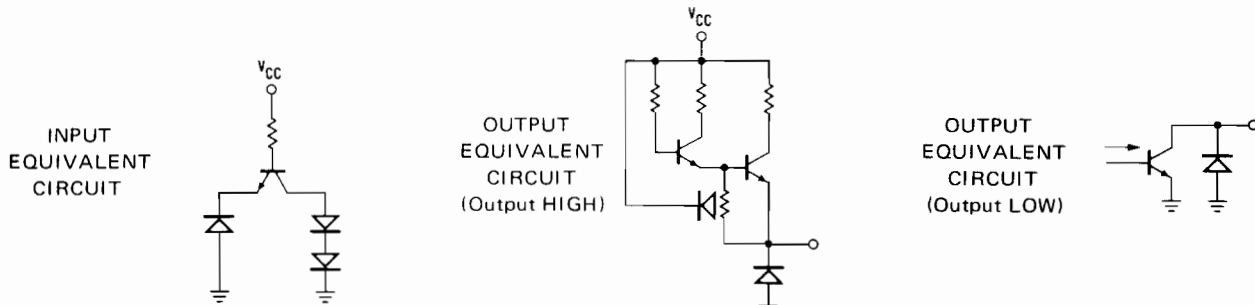 INPUT
EQUIVALENT
CIRCUIT
VCC
OUTPUT
EQUIVALENT
CIRCUIT
(Output HIGH)
VCC
OUTPUT
EQUIVALENT
CIRCUIT
(Output LOW)